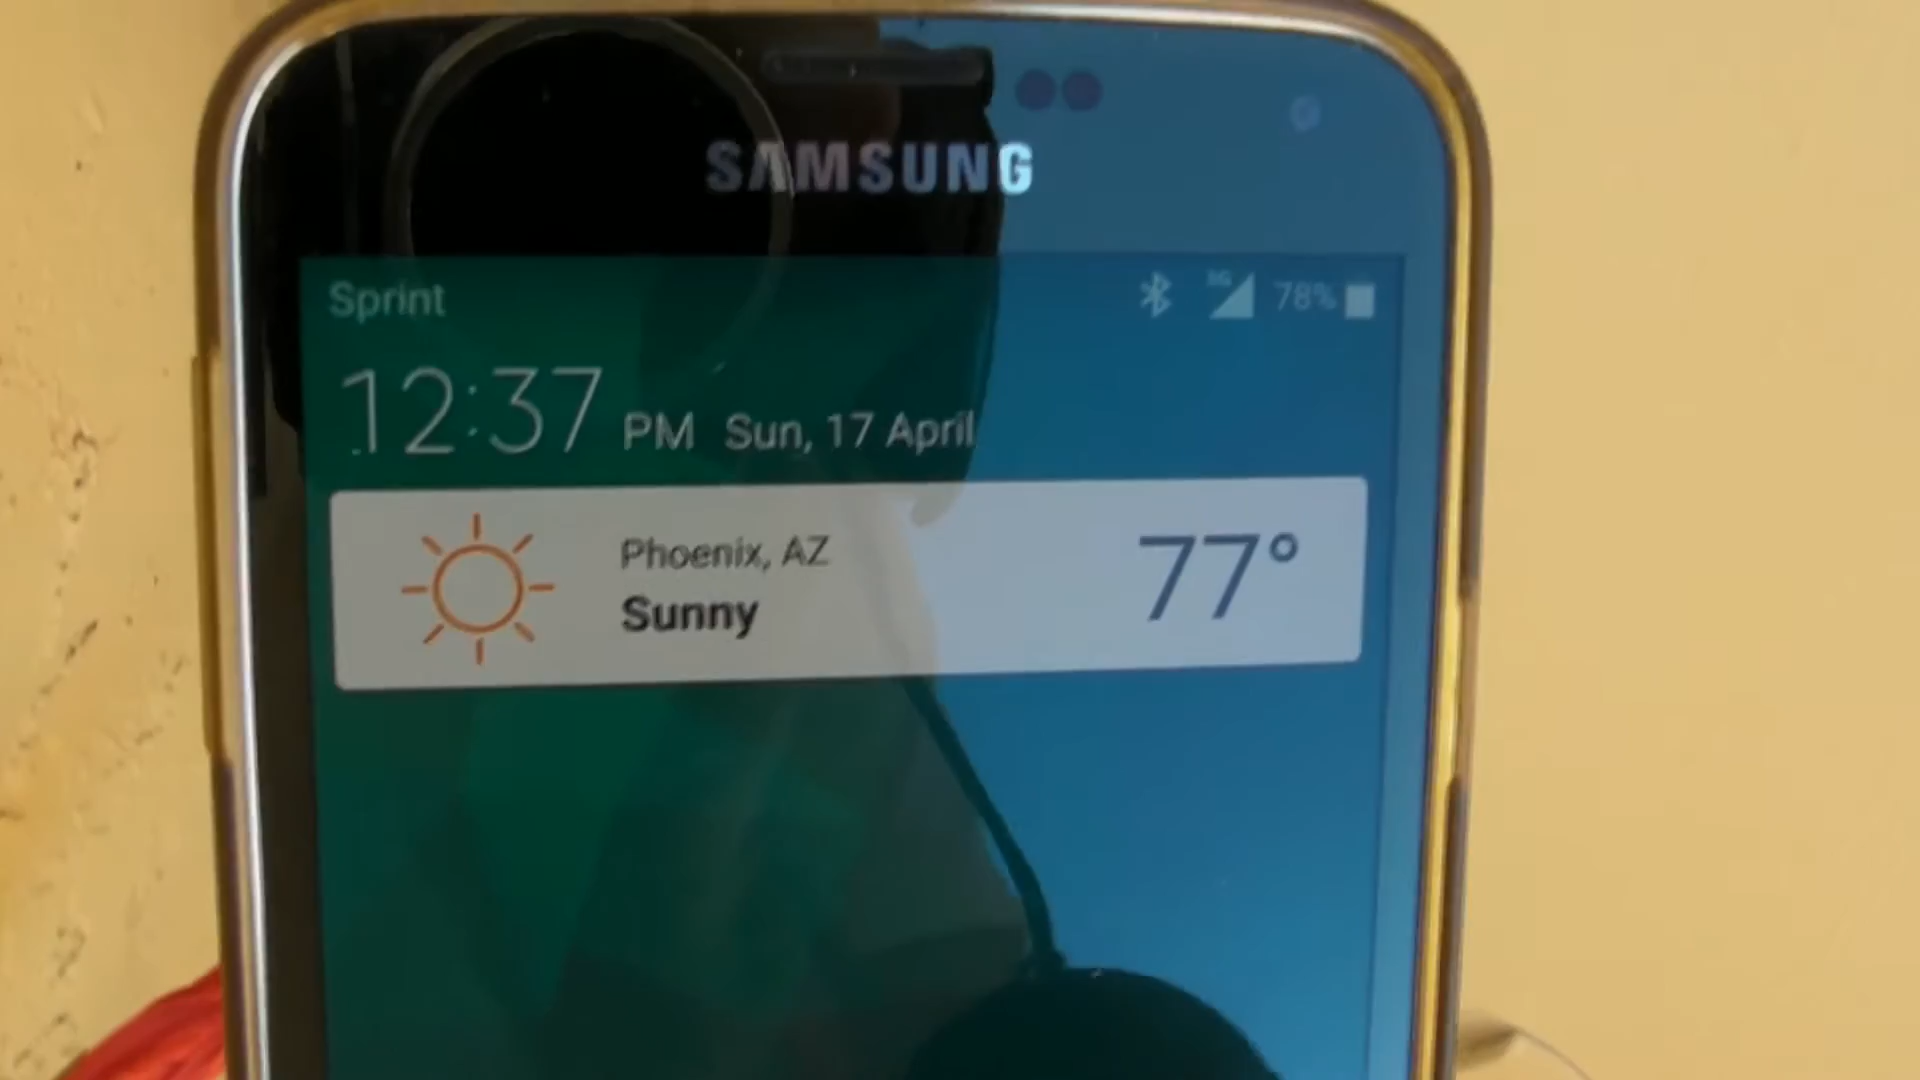 SAMSUNG
Sprint 78%
12:37 PM Sun, 17 April
Phoenix, AZ
Sunny
77°